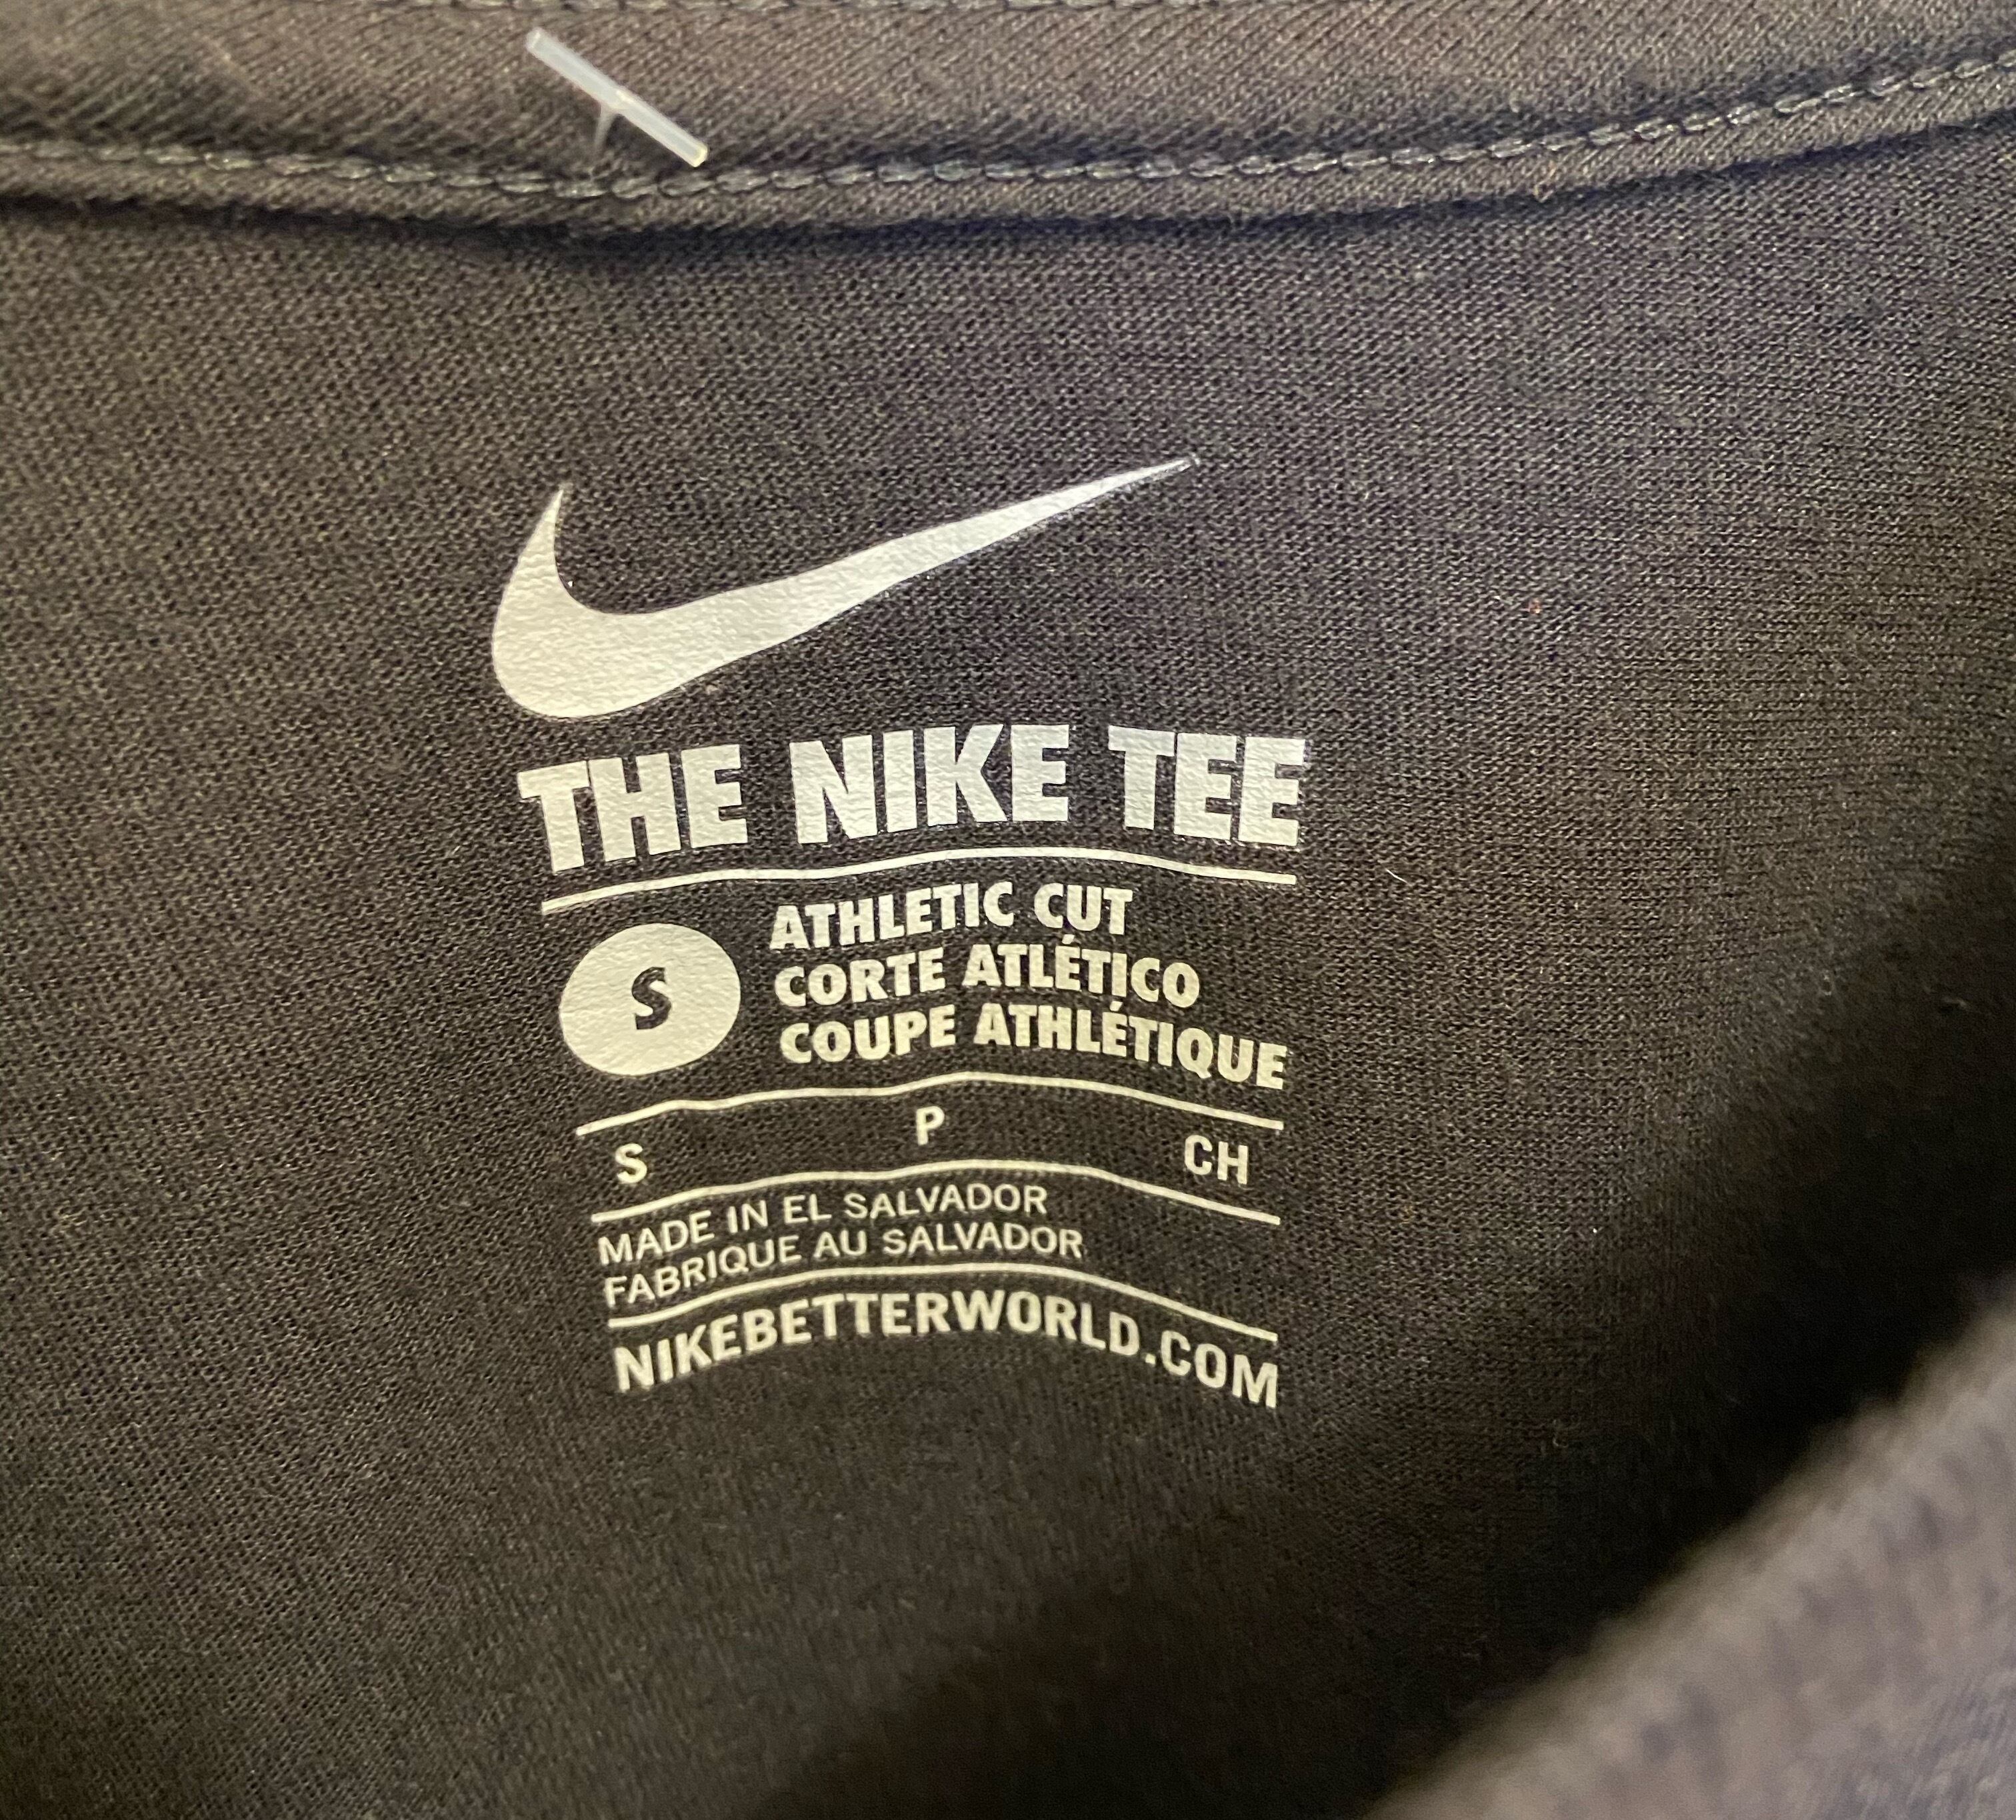 THE NIKE TEE
S
ATHLETIC CUT
CORTE ATLÉTICO
COUPE ATHLÉTIQUE
S P CH
MADE IN EL SALVADOR
FABRIQUE AU SALVADOR
NIKEBETTERWORLD.COM